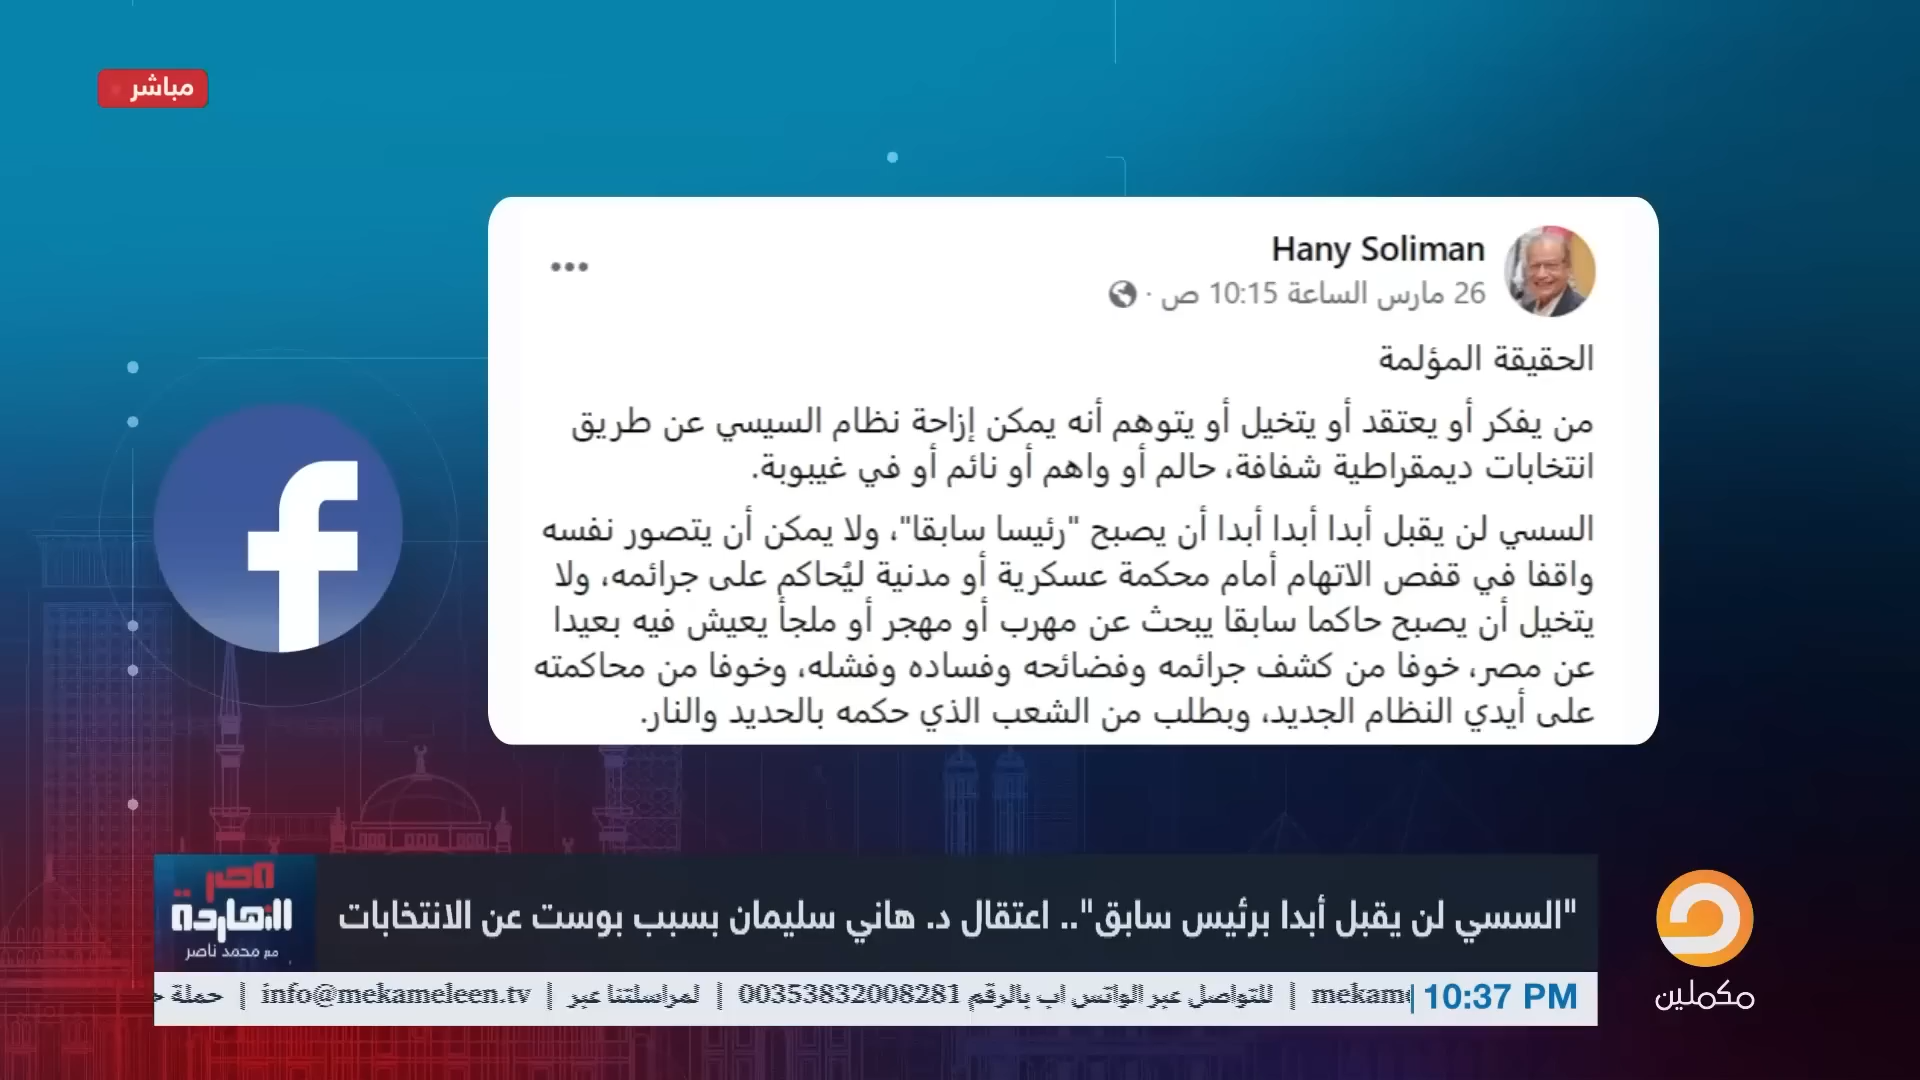 مباشر
Hany Soliman
26 مارس الساعة 10:15 ص ·
الحقيقة المؤلمة
من يفكر أو يعتقد أو يتخيل أو يتوهم أنه يمكن إزاحة نظام السيسي عن طريق
انتخابات ديمقراطية شفافة، حالم أو واهم أو نائم أو في غيبوبة.
السسي لن يقبل أبدا أبدا أبدا أن يصبح "رئيسا سابقا"، ولا يمكن أن يتصور نفسه
واقفا في قفص الاتهام أمام محكمة عسكرية أو مدنية ليُحاكم على جرائمه، ولا
يتخيل أن يصبح حاكما سابقا يبحث عن مهرب أو مهجر أو ملجأ يعيش فيه بعيدا
عن مصر، خوفا من كشف جرائمه وفضائحه وفساده وفشله، وخوفا من محاكمته
على أيدي النظام الجديد، وبطلب من الشعب الذي حكمه بالحديد والنار.
مصر
النهاردة
مع محمد ناصر
"السسي لن يقبل أبدا برئيس سابق".. اعتقال د. هاني سليمان بسبب بوست عن الانتخابات
10:37 PM
mekame | للتواصل عبر الواتس اب بالرقم 00353832008281 | لمراسلتنا عبر | info@mekameleen.tv | حملة
مكملين